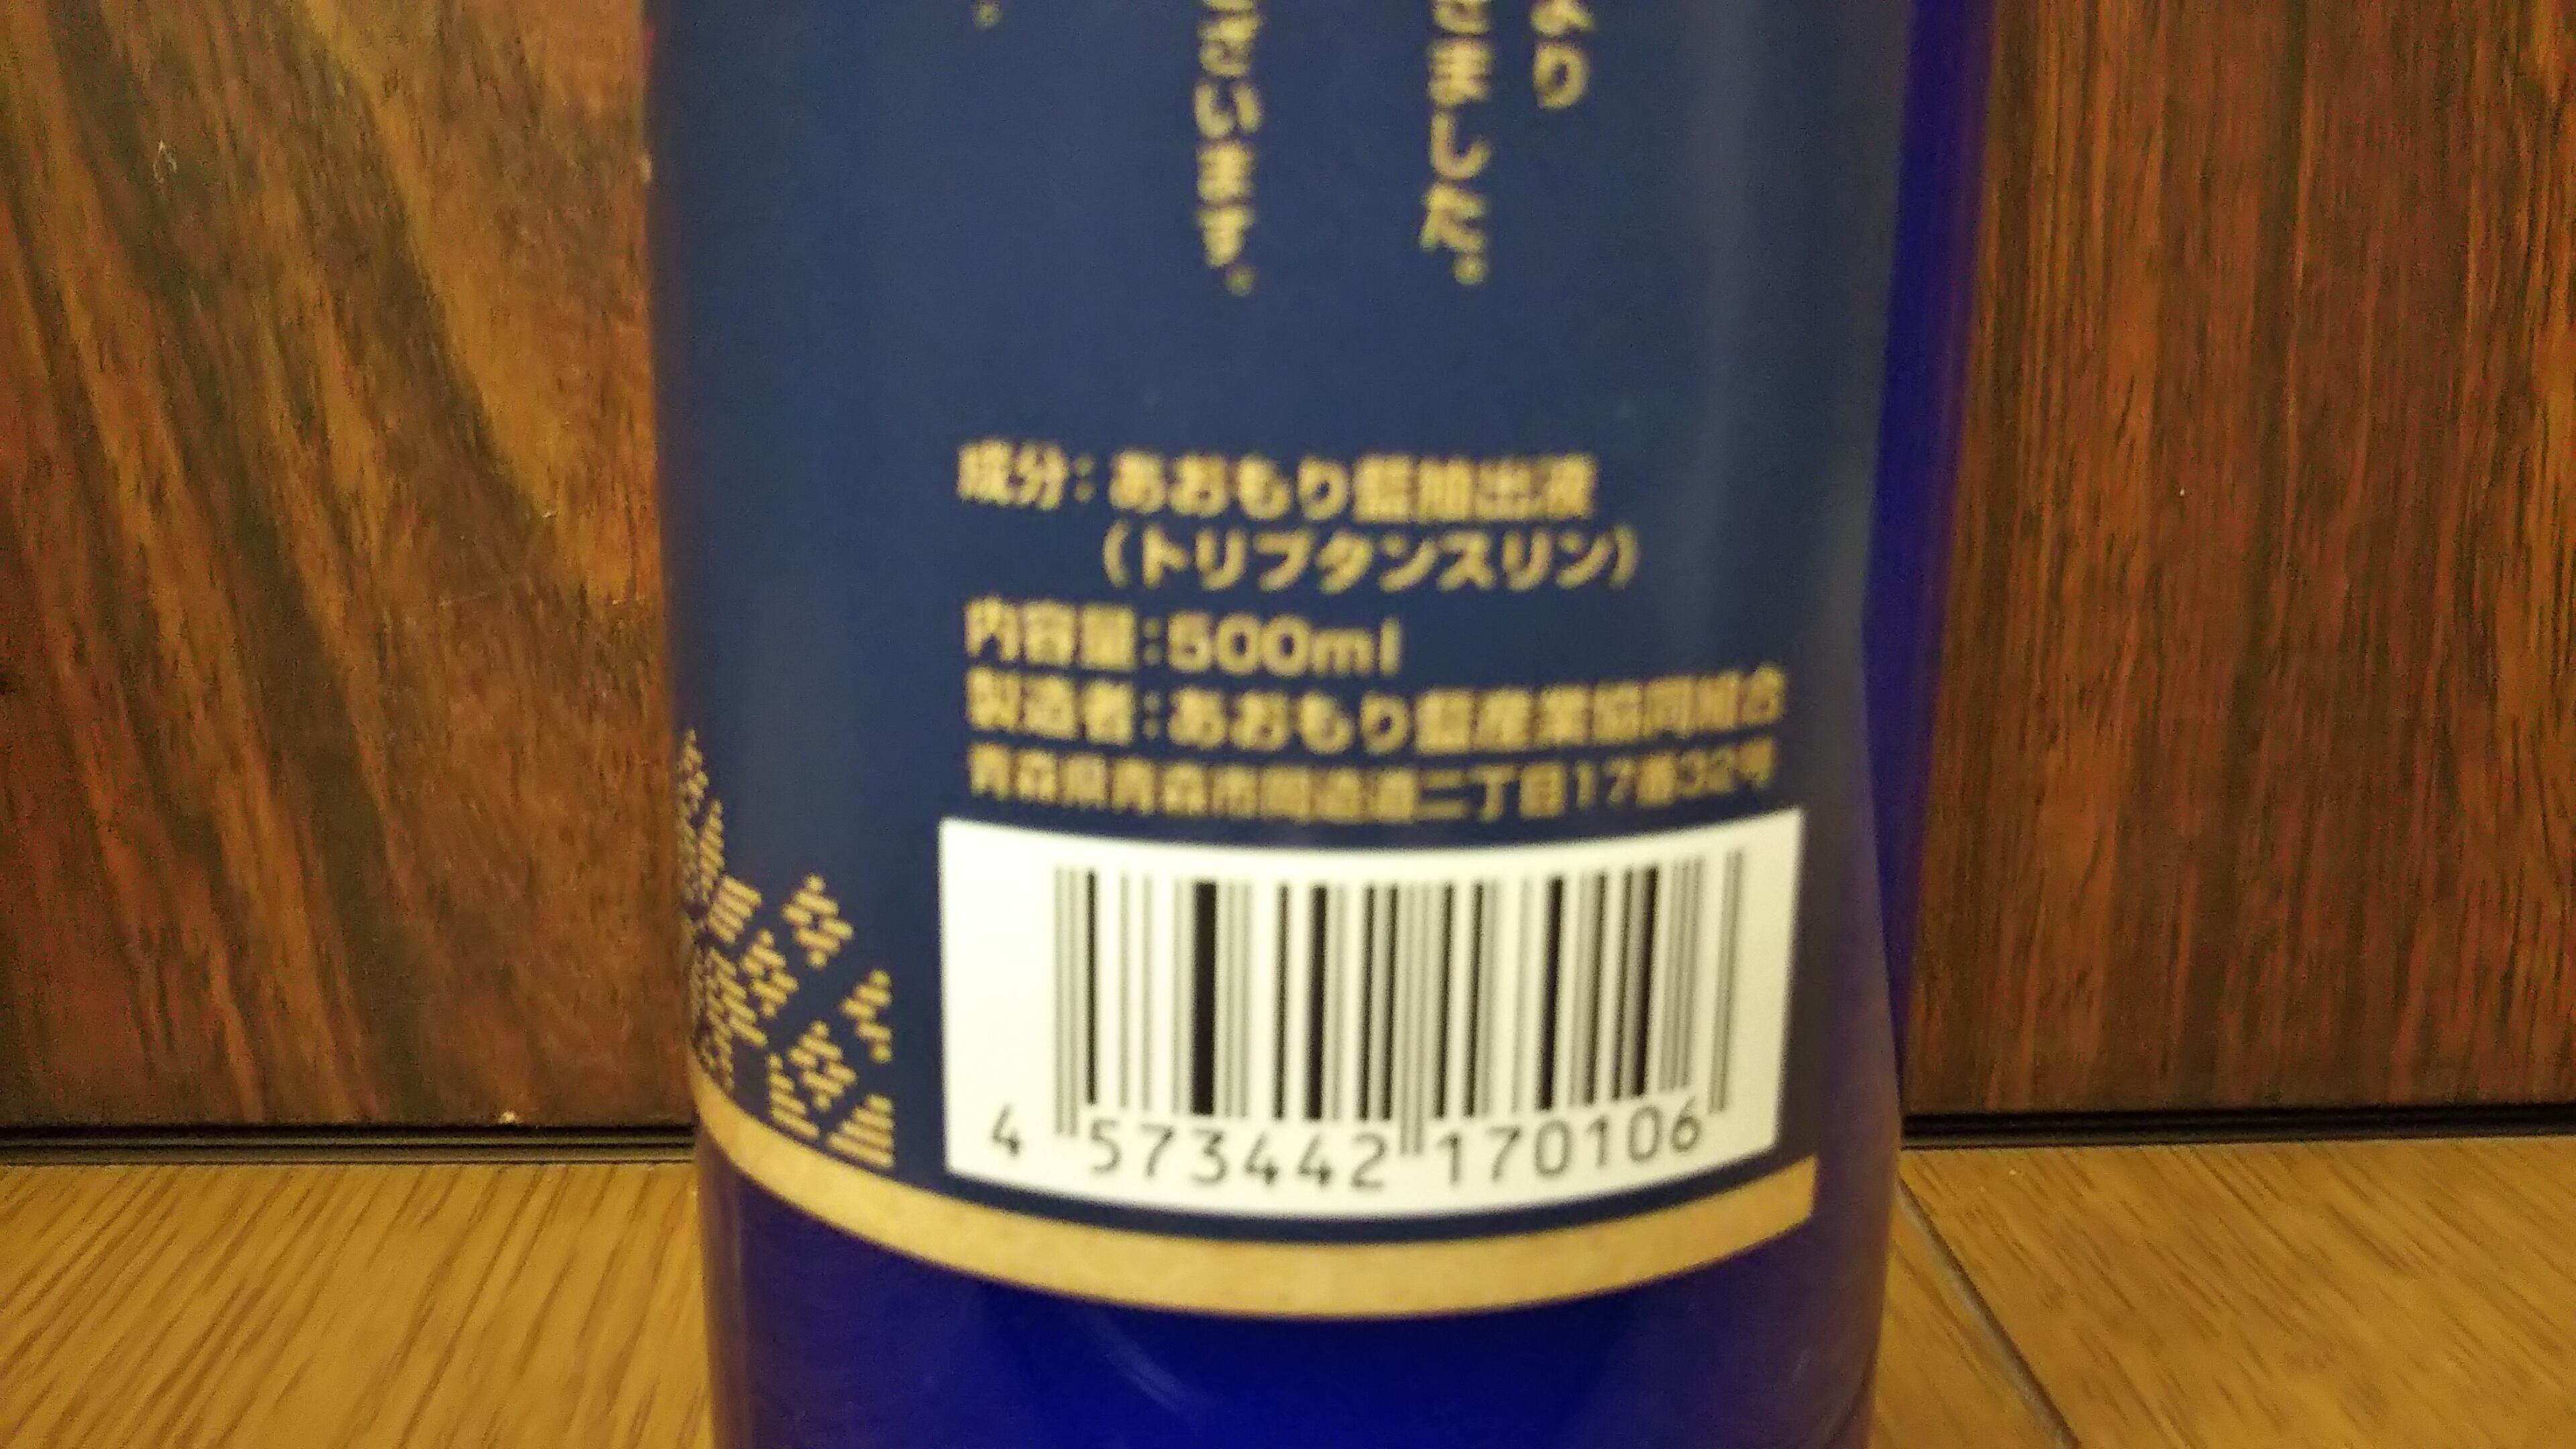 より
ました。
ざいます。
。
成分：あおもり藍抽出液
（トリプタンスリン）
内容量：500ml
製造者：あおもり藍産業協同組合
青森県青森市問造道二丁目17番32号
4 573442 170106